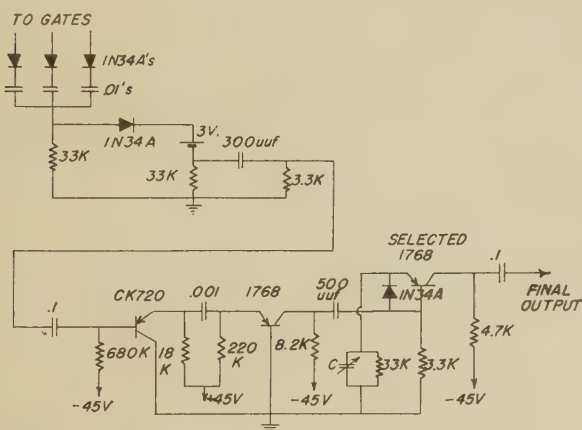 TO GATES
1N34A's
.01's
1N34A
3V.
300uuf
33K
33K
3.3K
SELECTED
1768
.1
FINAL
OUTPUT
.1
CK720
.001
1768
500
uuf
1N34A
680K
18
K
220
K
8.2K
C
33K
3.3K
4.7K
-45V
+45V
-45V
-45V